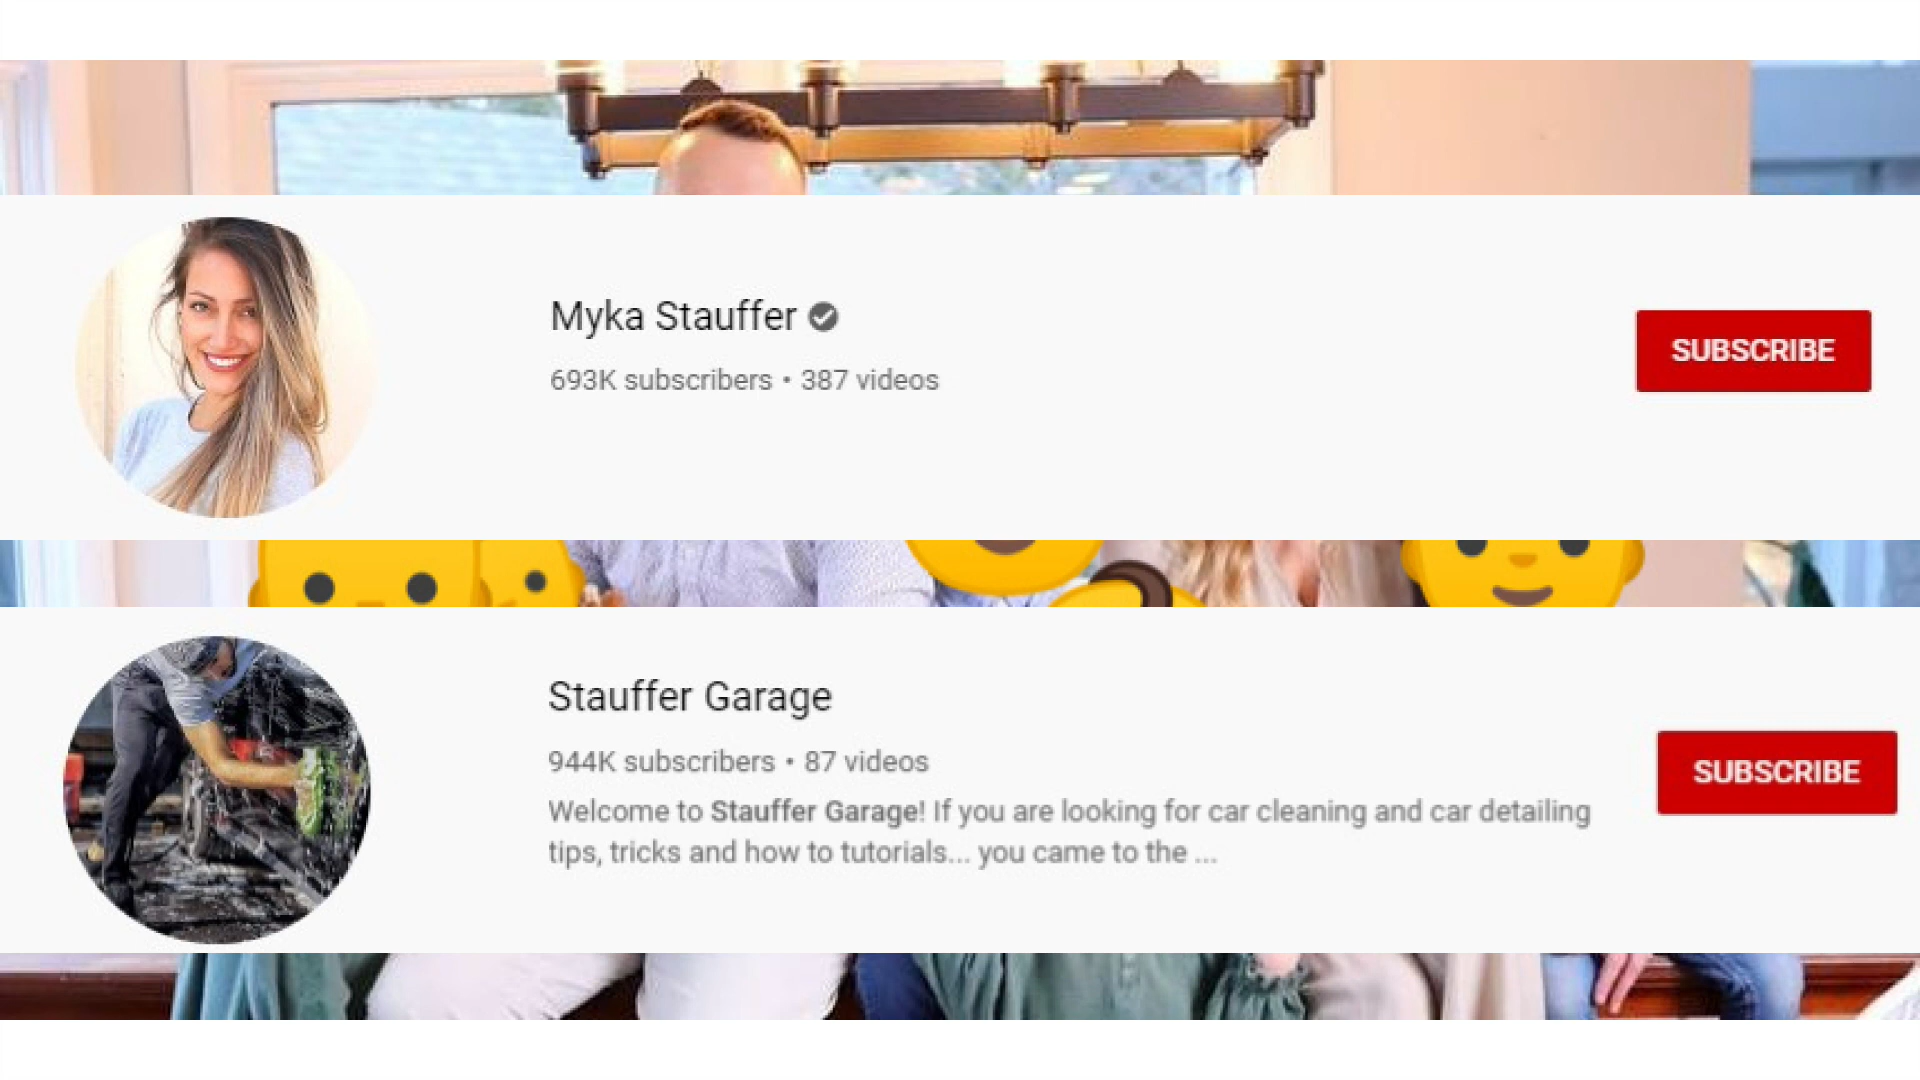 Myka Stauffer
693K subscribers • 387 videos
SUBSCRIBE
Stauffer Garage
944K subscribers • 87 videos
Welcome to Stauffer Garage! If you are looking for car cleaning and car detailing
tips, tricks and how to tutorials... you came to the ...
SUBSCRIBE